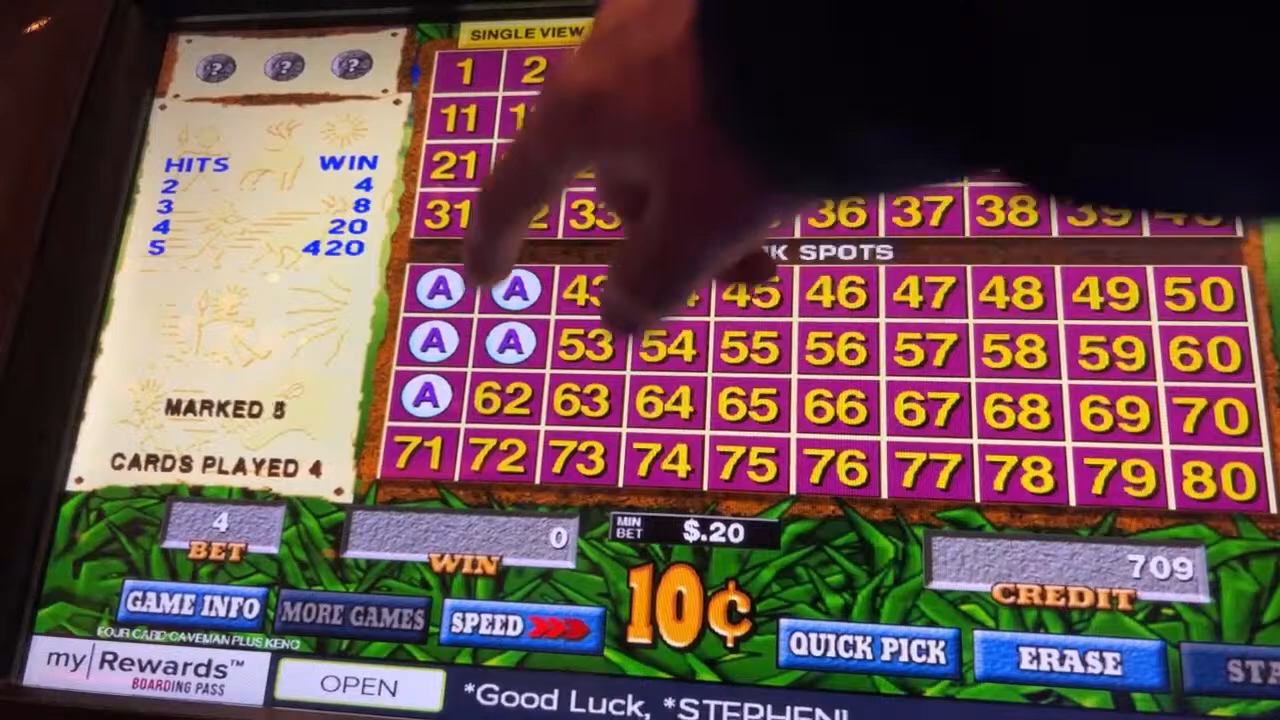 SINGLE VIEW
? ? ?
HITS WIN
2 4
3 8
4 20
5 420
MARKED 5
CARDS PLAYED 4
1 2
11
21
31 33 36 37 38 39
SPOTS
A A 43 45 46 47 48 49 50
A A 53 54 55 56 57 58 59 60
A 62 63 64 65 66 67 68 69 70
71 72 73 74 75 76 77 78 79 80
4
BET
0
WIN
MIN BET $.20
10¢
709
CREDIT
GAME INFO
MORE GAMES
SPEED
QUICK PICK
ERASE
FOUR CARD CAVEMAN PLUS KENO
my|Rewards™
BOARDING PASS
OPEN
*Good Luck, *STEPHEN!